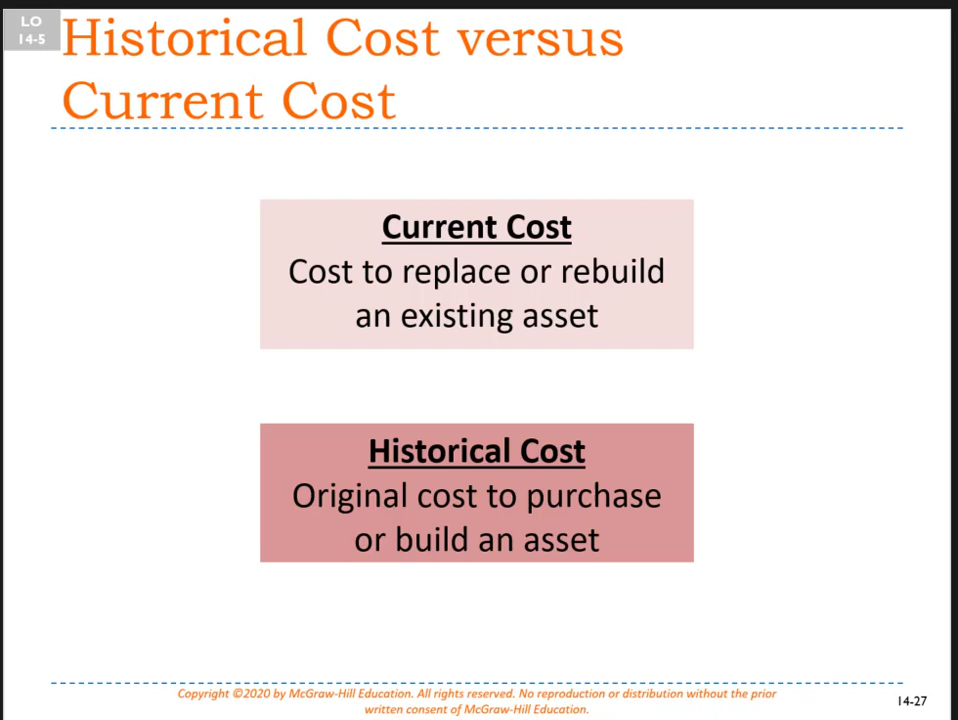 LO
14-5
Historical Cost versus
Current Cost
Current Cost
Cost to replace or rebuild
an existing asset
Historical Cost
Original cost to purchase
or build an asset
Copyright ©2020 by McGraw-Hill Education. All rights reserved. No reproduction or distribution without the prior
written consent of McGraw-Hill Education.
14-27